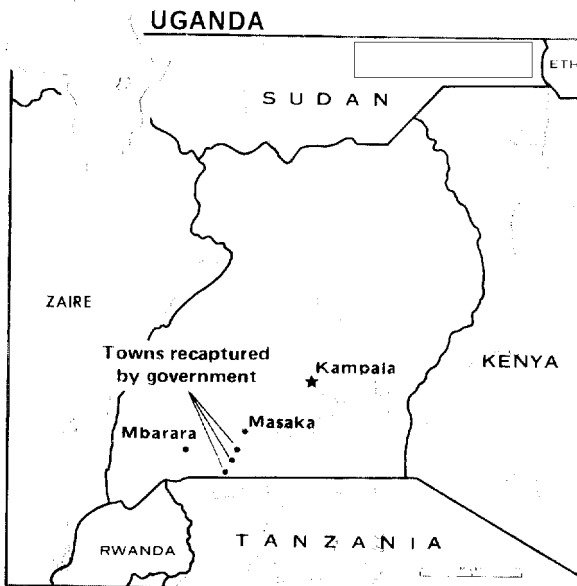 UGANDA
ETH
SUDAN
ZAIRE
Towns recaptured
by government
Kampala
KENYA
Mbarara
Masaka
RWANDA
TANZANIA